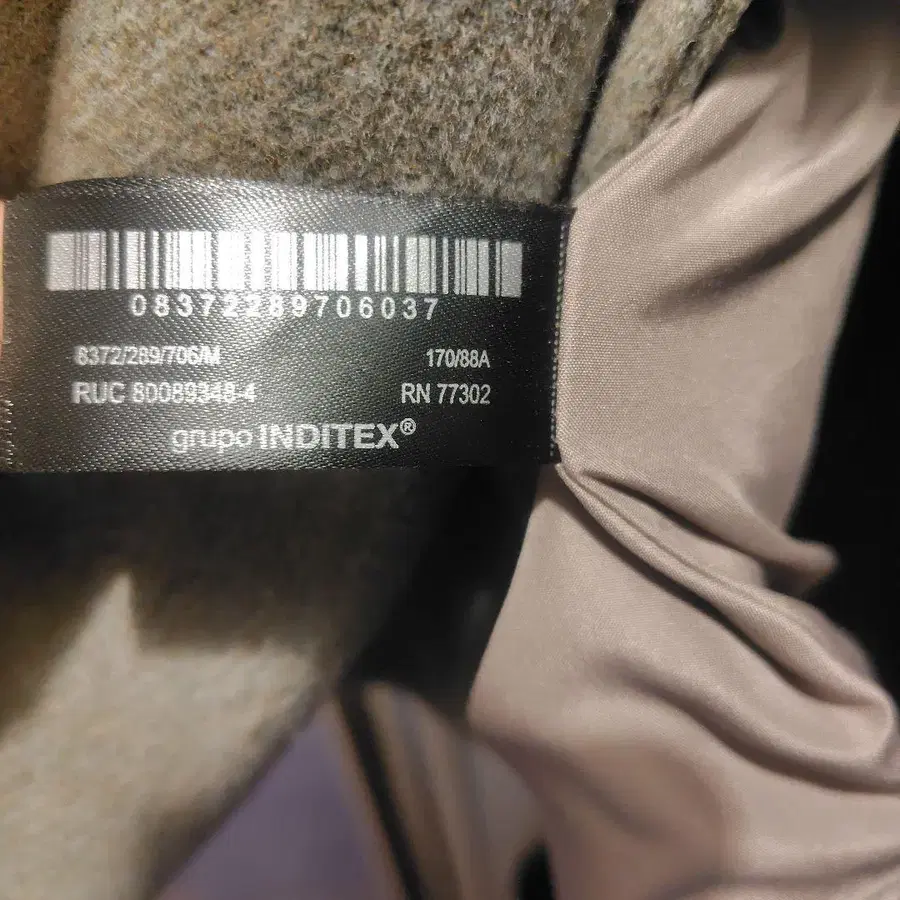 08372289706037
8372/289/706/M 170/88A
RUC 80089348-4 RN 77302
grupo INDITEX®